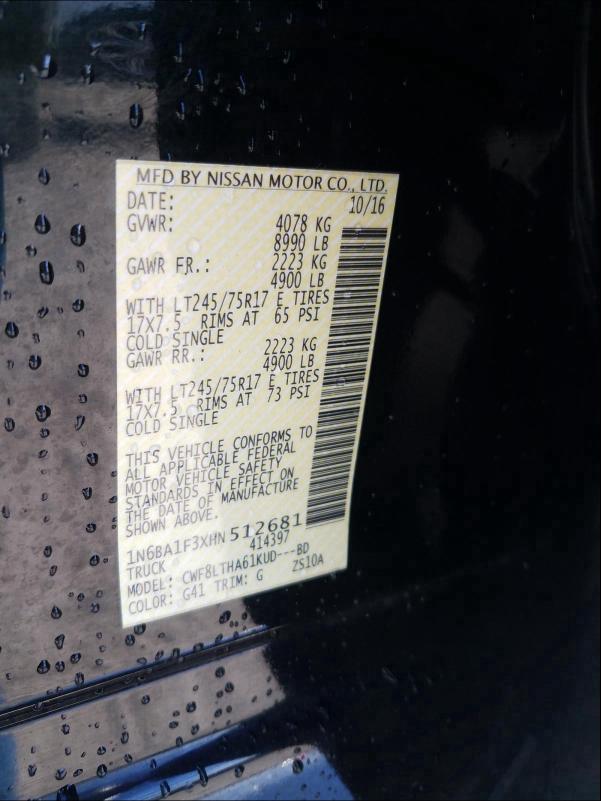 MFD BY NISSAN MOTOR CO., LTD.
DATE: 10/16
GVWR: 4078 KG
8990 LB
GAWR FR.: 2223 KG
4900 LB
WITH LT245/75R17 E TIRES
17X7.5 RIMS AT 65 PSI
COLD SINGLE
GAWR RR.: 2223 KG
4900 LB
WITH LT245/75R17 E TIRES
17X7.5 RIMS AT 73 PSI
COLD SINGLE
THIS VEHICLE CONFORMS TO
ALL APPLICABLE FEDERAL
MOTOR VEHICLE SAFETY
STANDARDS IN EFFECT ON
THE DATE OF MANUFACTURE
SHOWN ABOVE.
1N6BA1F3XHN512681
TRUCK 414397
MODEL: CWF8LTHA61KUD---BD
COLOR: G41 TRIM: G ZS10A